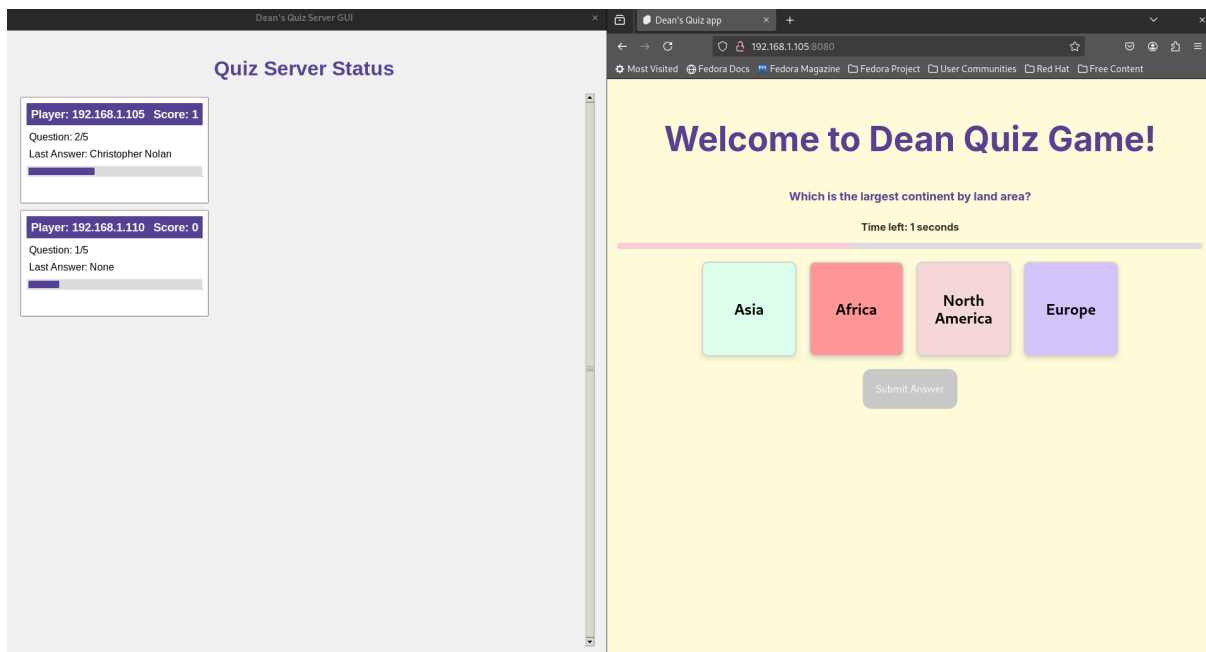 Dean's Quiz Server GUI
Quiz Server Status
Player: 192.168.1.105 Score: 1
Question: 2/5
Last Answer: Christopher Nolan
Player: 192.168.1.110 Score: 0
Question: 1/5
Last Answer: None
Dean's Quiz app
192.168.1.105:8080
Most Visited Fedora Docs Fedora Magazine Fedora Project User Communities Red Hat Free Content
Welcome to Dean Quiz Game!
Which is the largest continent by land area?
Time left: 1 seconds
Asia
Africa
North
America
Europe
Submit Answer